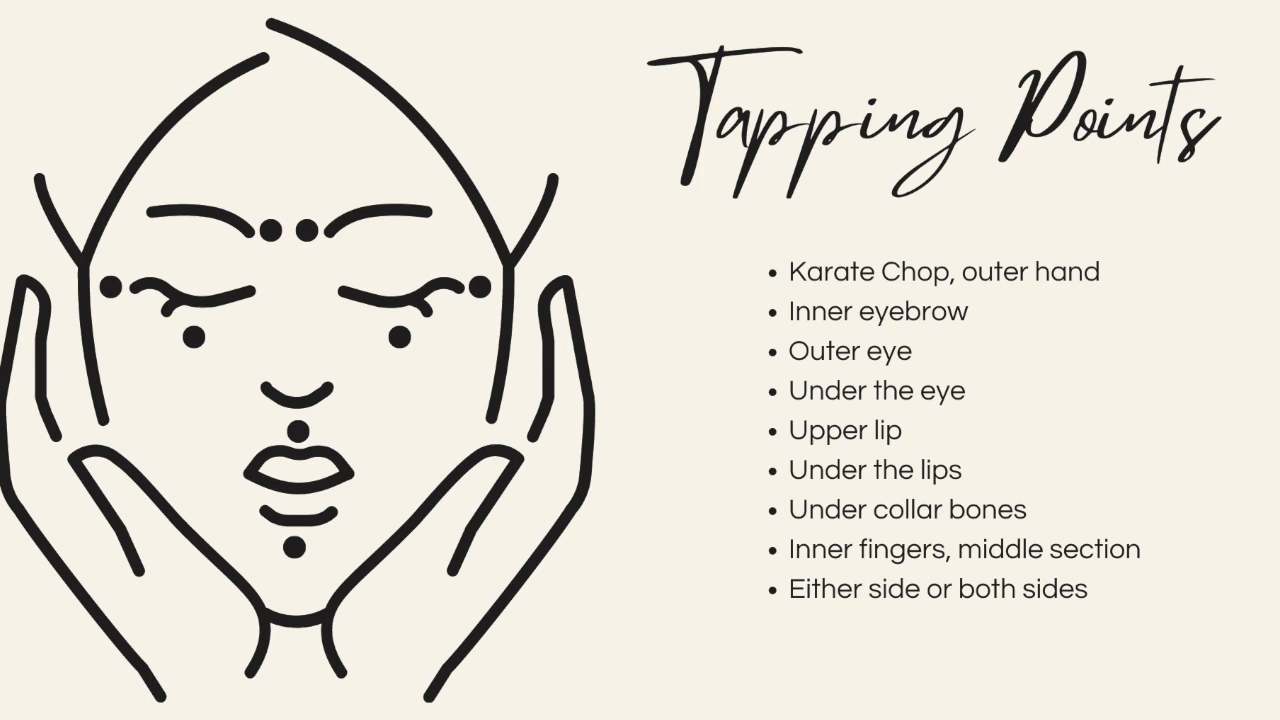 Tapping Points
• Karate Chop, outer hand
• Inner eyebrow
• Outer eye
• Under the eye
• Upper lip
• Under the lips
• Under collar bones
• Inner fingers, middle section
• Either side or both sides